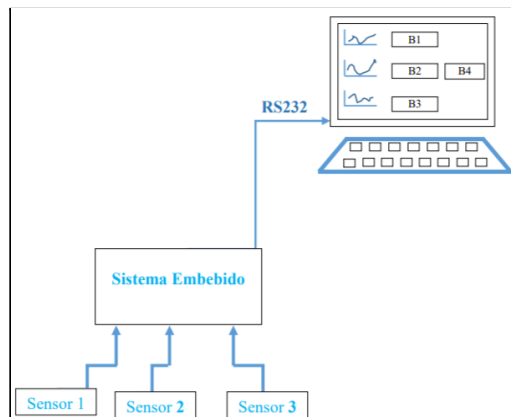 B1
B2 B4
B3
RS232
Sistema Embebido
Sensor 1
Sensor 2
Sensor 3